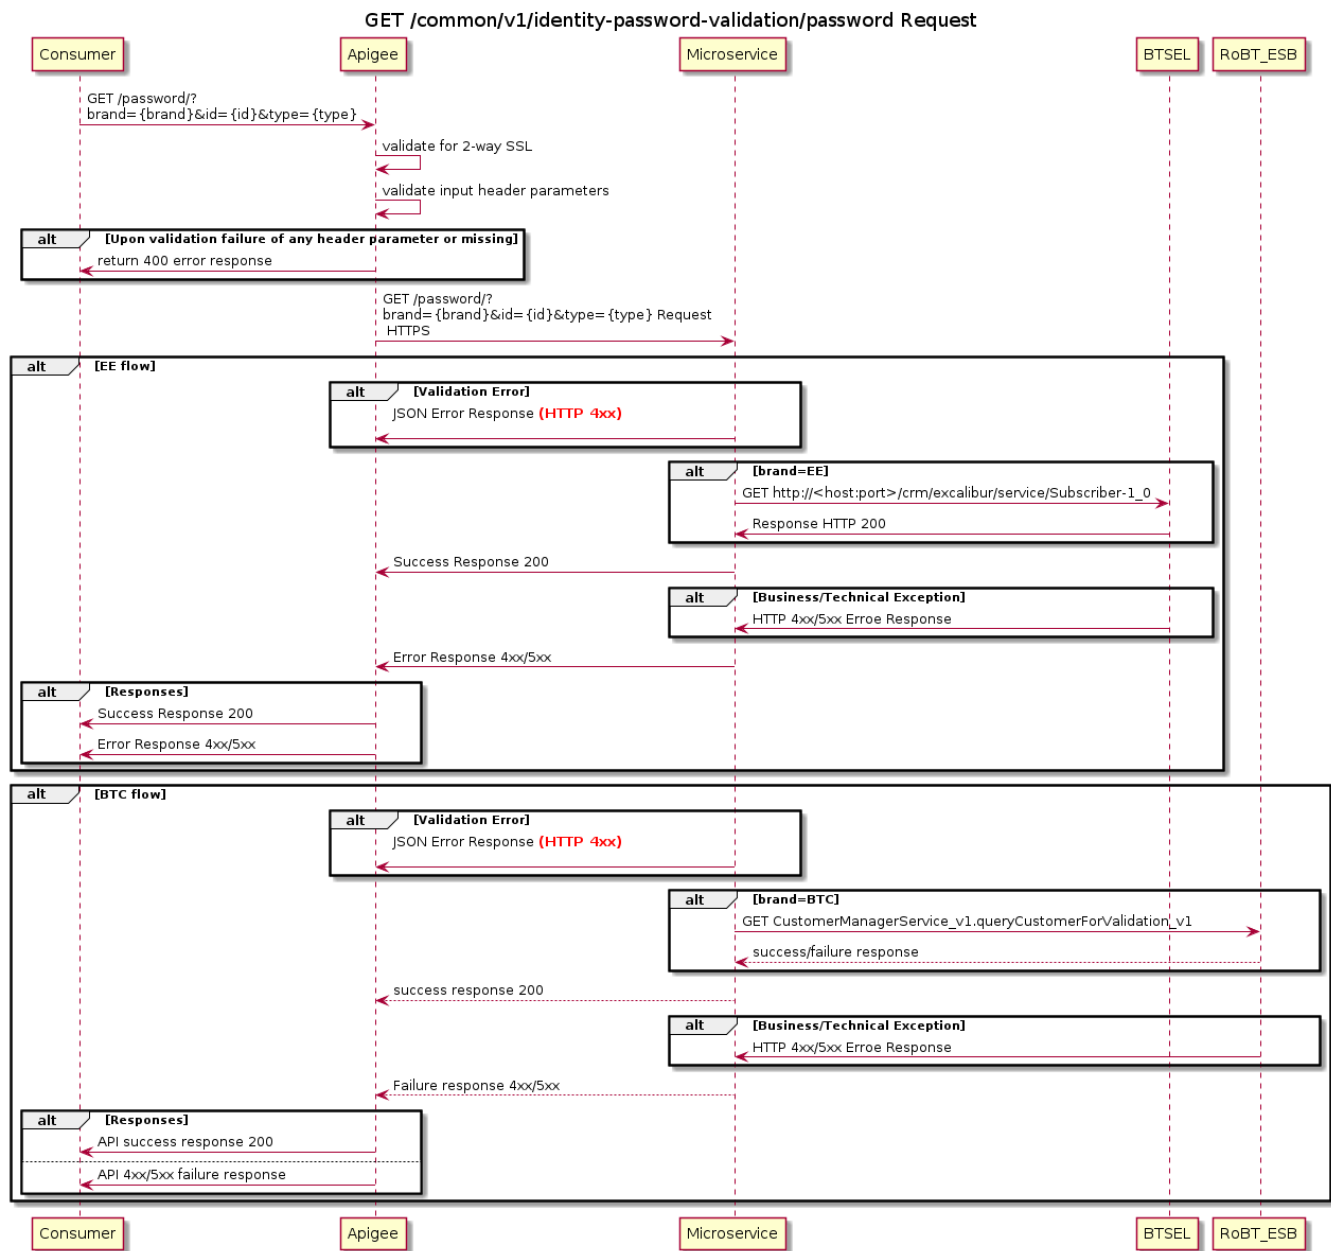 GET /common/v1/identity-password-validation/password Request
Consumer Apigee Microservice BTSEL RoBT_ESB
GET /password/?
brand={brand}&id={id}&type={type}
validate for 2-way SSL
validate input header parameters
alt [Upon validation failure of any header parameter or missing]
return 400 error response
GET /password/?
brand={brand}&id={id}&type={type} Request
HTTPS
alt [EE flow]
alt [Validation Error]
JSON Error Response (HTTP 4xx)
alt [brand=EE]
GET http://<host:port>/crm/excalibur/service/Subscriber-1_0
Response HTTP 200
Success Response 200
alt [Business/Technical Exception]
HTTP 4xx/5xx Erroe Response
Error Response 4xx/5xx
alt [Responses]
Success Response 200
Error Response 4xx/5xx
alt [BTC flow]
alt [Validation Error]
JSON Error Response (HTTP 4xx)
alt [brand=BTC]
GET CustomerManagerService_v1.queryCustomerForValidation_v1
success/failure response
success response 200
alt [Business/Technical Exception]
HTTP 4xx/5xx Erroe Response
Failure response 4xx/5xx
alt [Responses]
API success response 200
API 4xx/5xx failure response
Consumer Apigee Microservice BTSEL RoBT_ESB